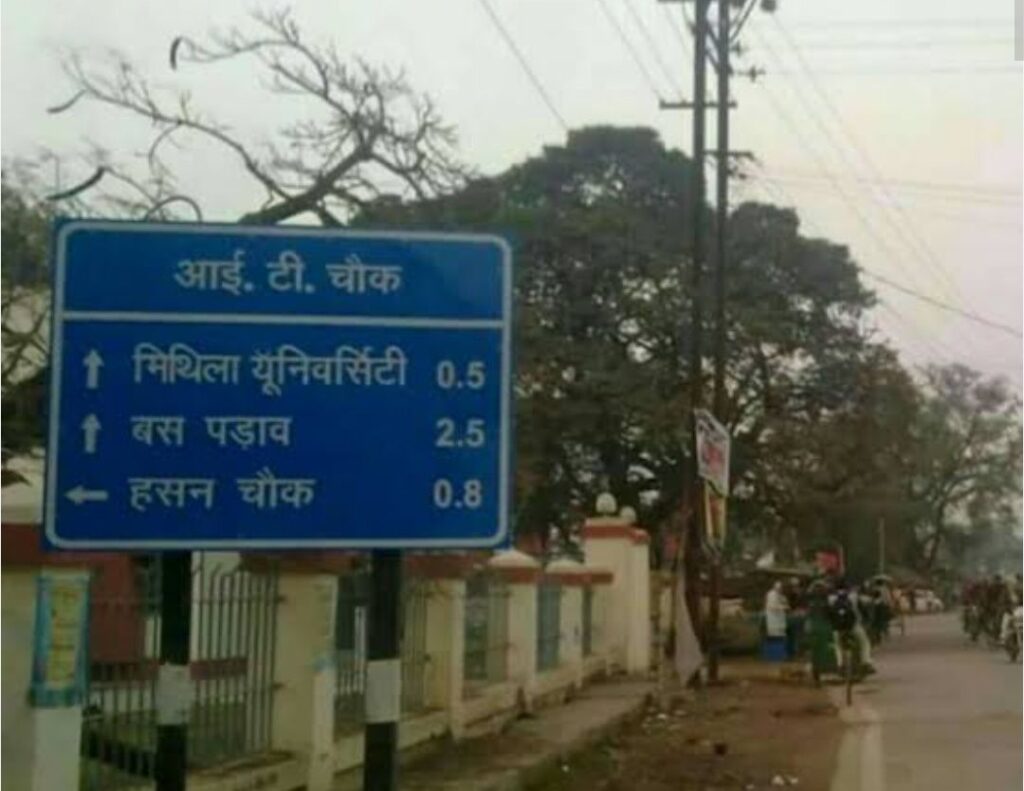 आई. टी. चौक
↑ मिथिला यूनिवर्सिटी 0.5
↑ बस पड़ाव 2.5
← हसन चौक 0.8